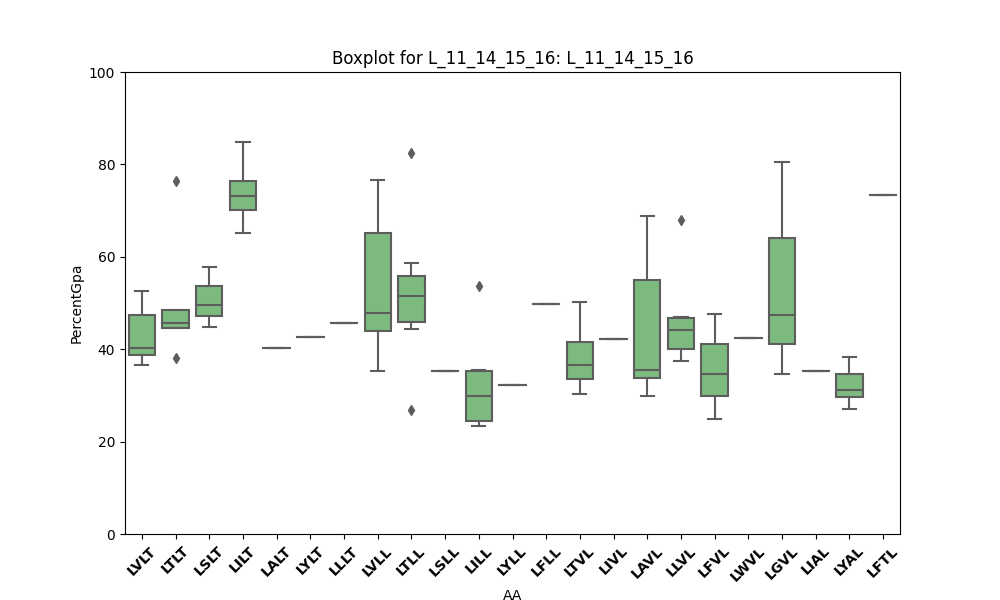 Boxplot for L_11_14_15_16: L_11_14_15_16
100
80
60
40
20
0
PercentGpa
LVLT LTLT LSLT LILT LALT LYLT LLLT LVLL LTLL LSLL LILL LYLL LFLL LTVL LIVL LAVL LLVL LFVL LWVL LGVL LIAL LYAL LFTL
AA